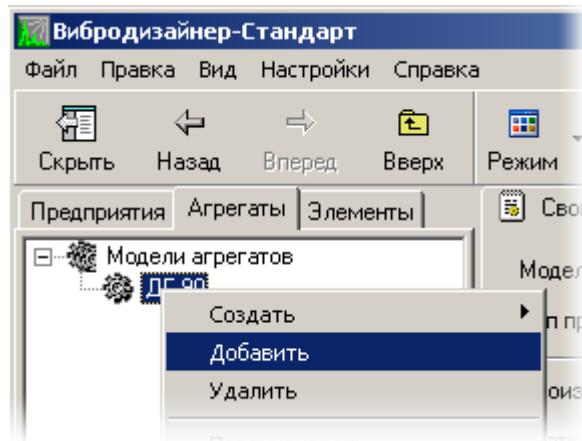 Вибродизайнер-Стандарт
Файл Правка Вид Настройки Справка
Скрыть Назад Вперед Вверх Режим
Предприятия Агрегаты Элементы
Модели агрегатов
Создать
Добавить
Удалить